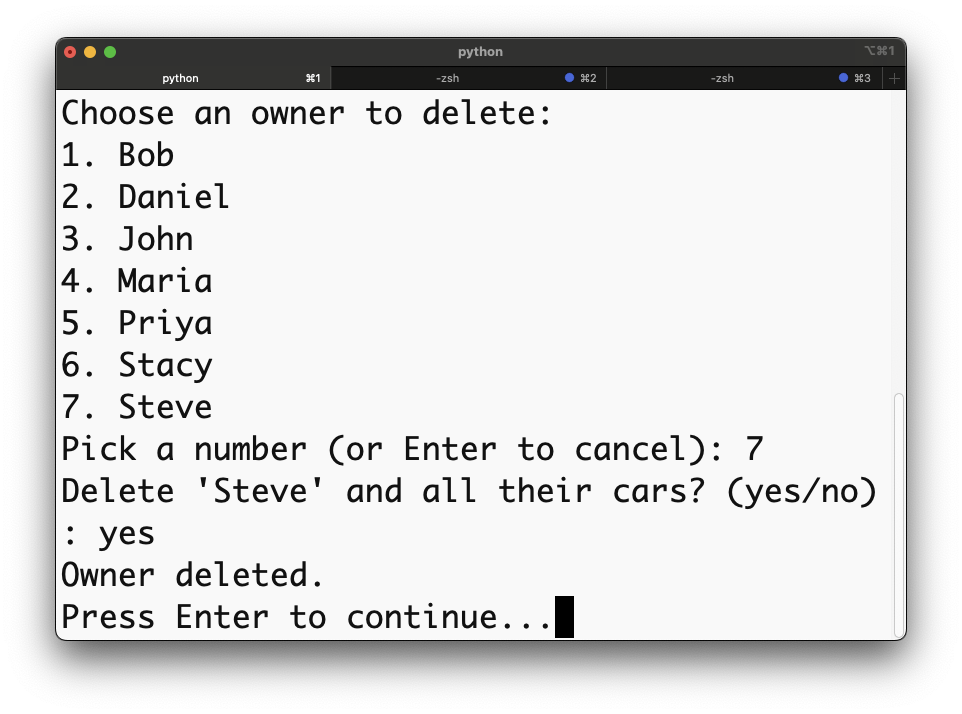 python
⌥⌘1
python ⌘1 -zsh ⌘2 -zsh ⌘3 +
Choose an owner to delete:
1. Bob
2. Daniel
3. John
4. Maria
5. Priya
6. Stacy
7. Steve
Pick a number (or Enter to cancel): 7
Delete 'Steve' and all their cars? (yes/no)
: yes
Owner deleted.
Press Enter to continue...